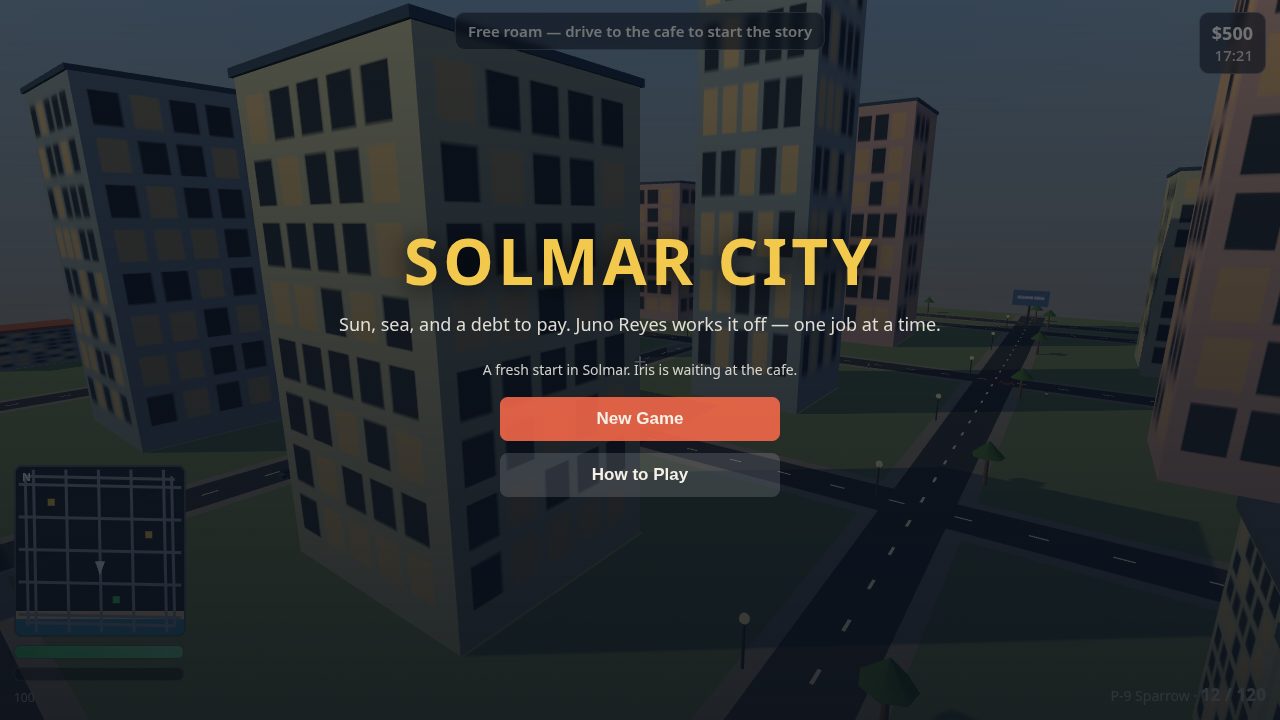 Free roam — drive to the cafe to start the story
$500
17:21
SOLMAR CITY
Sun, sea, and a debt to pay. Juno Reyes works it off — one job at a time.
A fresh start in Solmar. Iris is waiting at the cafe.
New Game
How to Play
N
100
P-9 Sparrow · 12 / 120